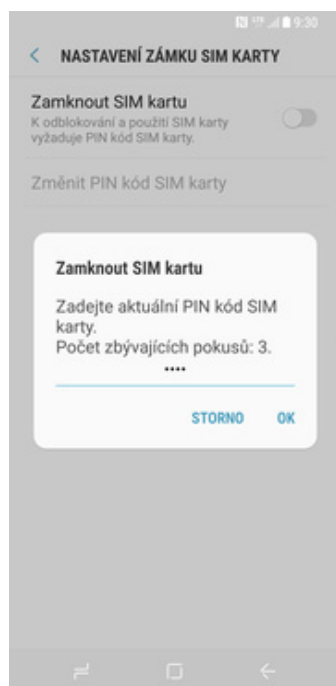 LTE 9:30
NASTAVENÍ ZÁMKU SIM KARTY
Zamknout SIM kartu
K odblokování a použití SIM karty
vyžaduje PIN kód SIM karty.
Změnit PIN kód SIM karty
Zamknout SIM kartu
Zadejte aktuální PIN kód SIM
karty.
Počet zbývajících pokusů: 3.
••••
STORNO OK